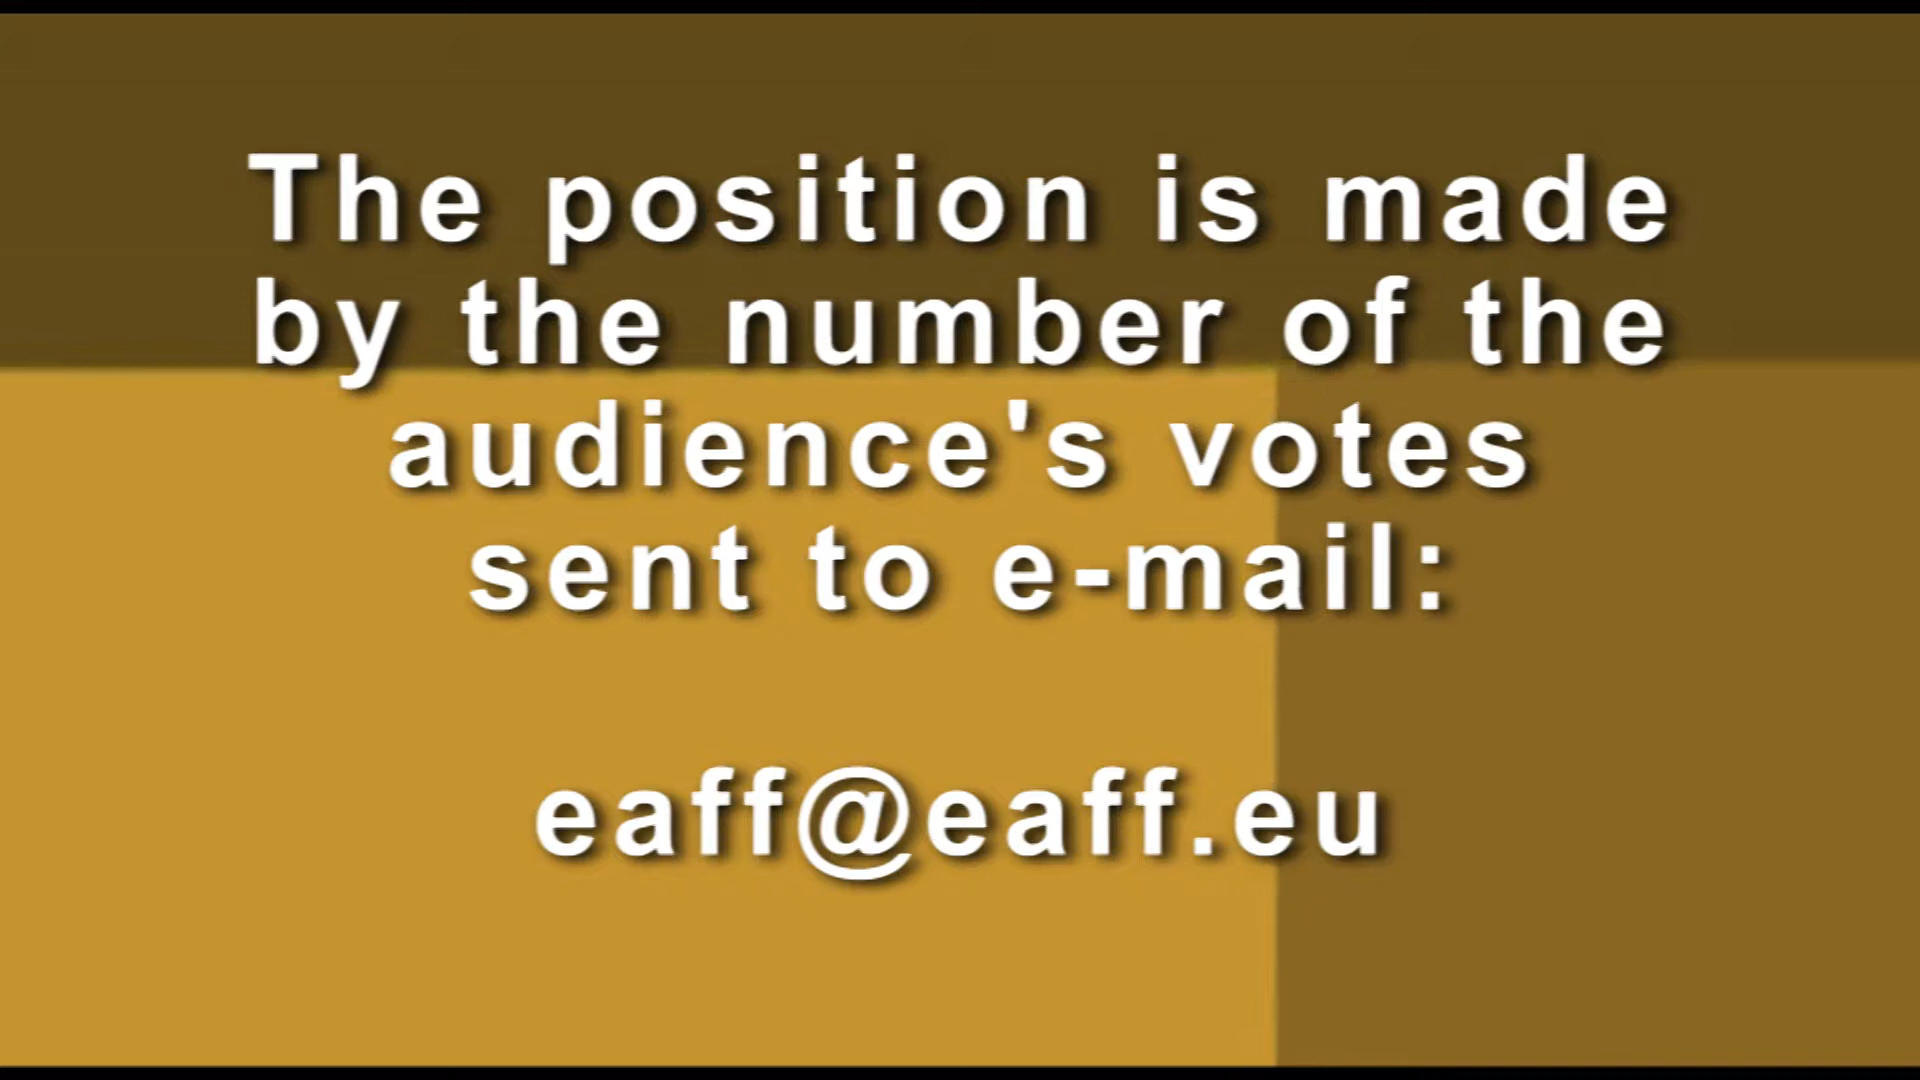 The position is made
by the number of the
audience's votes
sent to e-mail:
eaff@eaff.eu